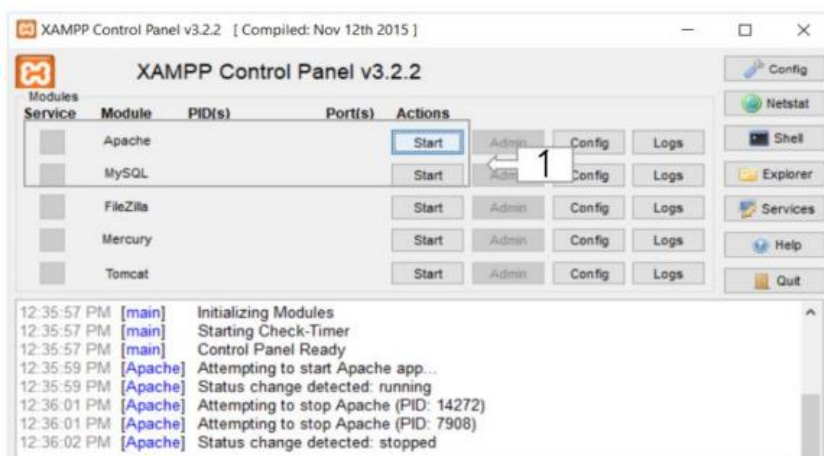 XAMPP Control Panel v3.2.2 [ Compiled: Nov 12th 2015 ]
XAMPP Control Panel v3.2.2
Config
Modules
Service Module PID(s) Port(s) Actions
Netstat
Apache Start Admin Config Logs Shell
1
MySQL Start Admin Config Logs Explorer
FileZilla Start Admin Config Logs Services
Mercury Start Admin Config Logs Help
Tomcat Start Admin Config Logs Quit
12:35:57 PM [main] Initializing Modules
12:35:57 PM [main] Starting Check-Timer
12:35:57 PM [main] Control Panel Ready
12:35:59 PM [Apache] Attempting to start Apache app...
12:35:59 PM [Apache] Status change detected: running
12:36:01 PM [Apache] Attempting to stop Apache (PID: 14272)
12:36:01 PM [Apache] Attempting to stop Apache (PID: 7908)
12:36:02 PM [Apache] Status change detected: stopped